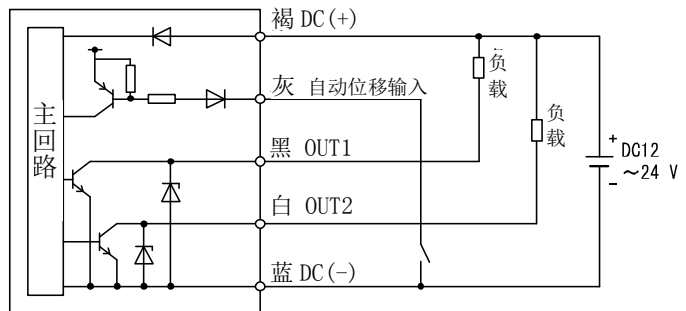 褐 DC(+)
负载
灰 自动位移输入
负载
主回路
黑 OUT1
+ DC12
～24 V
−
白 OUT2
蓝 DC(-)